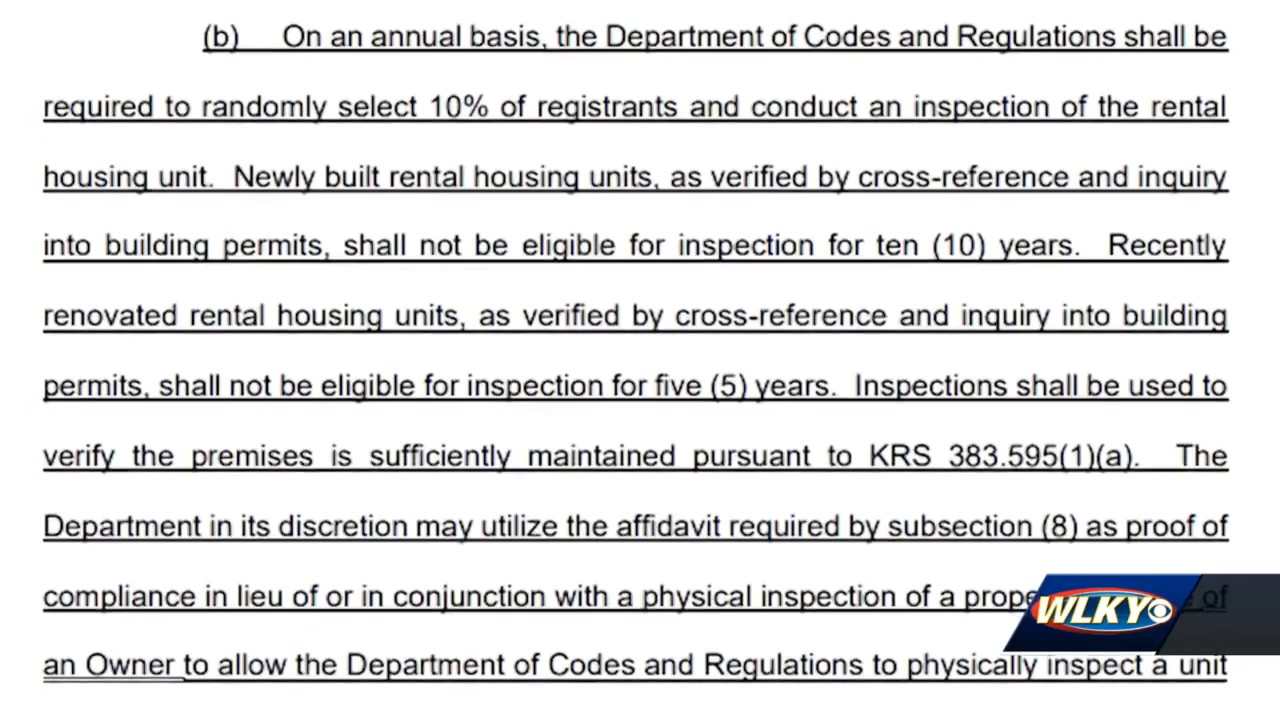 (b) On an annual basis, the Department of Codes and Regulations shall be
required to randomly select 10% of registrants and conduct an inspection of the rental
housing unit. Newly built rental housing units, as verified by cross-reference and inquiry
into building permits, shall not be eligible for inspection for ten (10) years. Recently
renovated rental housing units, as verified by cross-reference and inquiry into building
permits, shall not be eligible for inspection for five (5) years. Inspections shall be used to
verify the premises is sufficiently maintained pursuant to KRS 383.595(1)(a). The
Department in its discretion may utilize the affidavit required by subsection (8) as proof of
compliance in lieu of or in conjunction with a physical inspection of a of
WLKY
an Owner to allow the Department of Codes and Regulations to physically inspect a unit